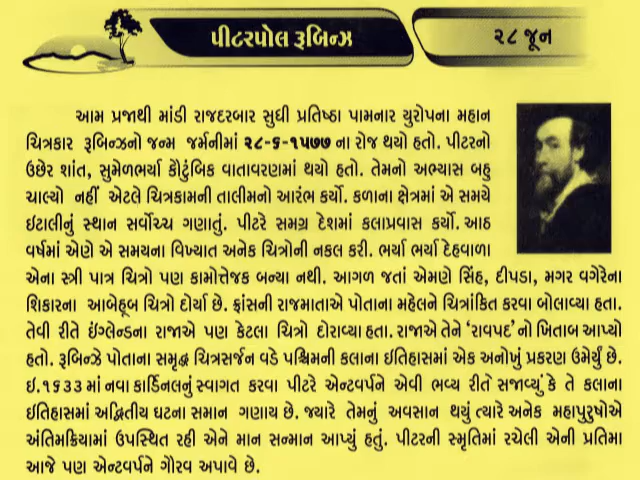 પીટરપોલ રૂબિન્ઝ
૨૮ જૂન
આમ પ્રજાથી માંડી રાજદરબાર સુધી પ્રતિષ્ઠા પામનાર યુરોપના મહાન
ચિત્રકાર રૂબિન્ઝનો જન્મ જર્મનીમાં ૨૮-૬-૧૫૭૭ ના રોજ થયો હતો. પીટરનો
ઉછેર શાંત, સુમેળભર્યા કૌટુંબિક વાતાવરણમાં થયો હતો. તેમનો અભ્યાસ બહુ
ચાલ્યો નહીં એટલે ચિત્રકામની તાલીમનો આરંભ કર્યો. કળાના ક્ષેત્રમાં એ સમયે
ઈટાલીનું સ્થાન સર્વોચ્ચ ગણાતું. પીટરે સમગ્ર દેશમાં કલાપ્રવાસ કર્યો. આઠ
વર્ષમાં એણે એ સમયના વિખ્યાત અનેક ચિત્રોની નકલ કરી. ભર્યા ભર્યા દેહવાળા
એના સ્ત્રી પાત્ર ચિત્રો પણ કામોત્તેજક બન્યા નથી. આગળ જતાં એમણે સિંહ, દીપડા, મગર વગેરેના
શિકારના આબેહૂબ ચિત્રો દોર્યા છે. ફ્રાંસની રાજમાતાએ પોતાના મહેલને ચિત્રાંકિત કરવા બોલાવ્યા હતા.
તેવી રીતે ઈંગ્લેન્ડના રાજાએ પણ કેટલા ચિત્રો દોરાવ્યા હતા. રાજાએ તેને ‘રાવપદ’નો ખિતાબ આપ્યો
હતો. રૂબિન્ઝે પોતાના સમૃદ્ધ ચિત્રસર્જન વડે પશ્ચિમની કલાના ઈતિહાસમાં એક અનોખું પ્રકરણ ઉમેર્યું છે.
ઈ.૧૬૩૩ માં નવા કાર્ડિનલનું સ્વાગત કરવા પીટરે એન્ટવર્પને એવી ભવ્ય રીતે સજાવ્યું કે તે કલાના
ઈતિહાસમાં અદ્વિતીય ઘટના સમાન ગણાય છે. જ્યારે તેમનું અવસાન થયું ત્યારે અનેક મહાપુરુષોએ
અંતિમક્રિયામાં ઉપસ્થિત રહી એને માન સન્માન આપ્યું હતું. પીટરની સ્મૃતિમાં રચેલી એની પ્રતિમા
આજે પણ એન્ટવર્પને ગૌરવ અપાવે છે.